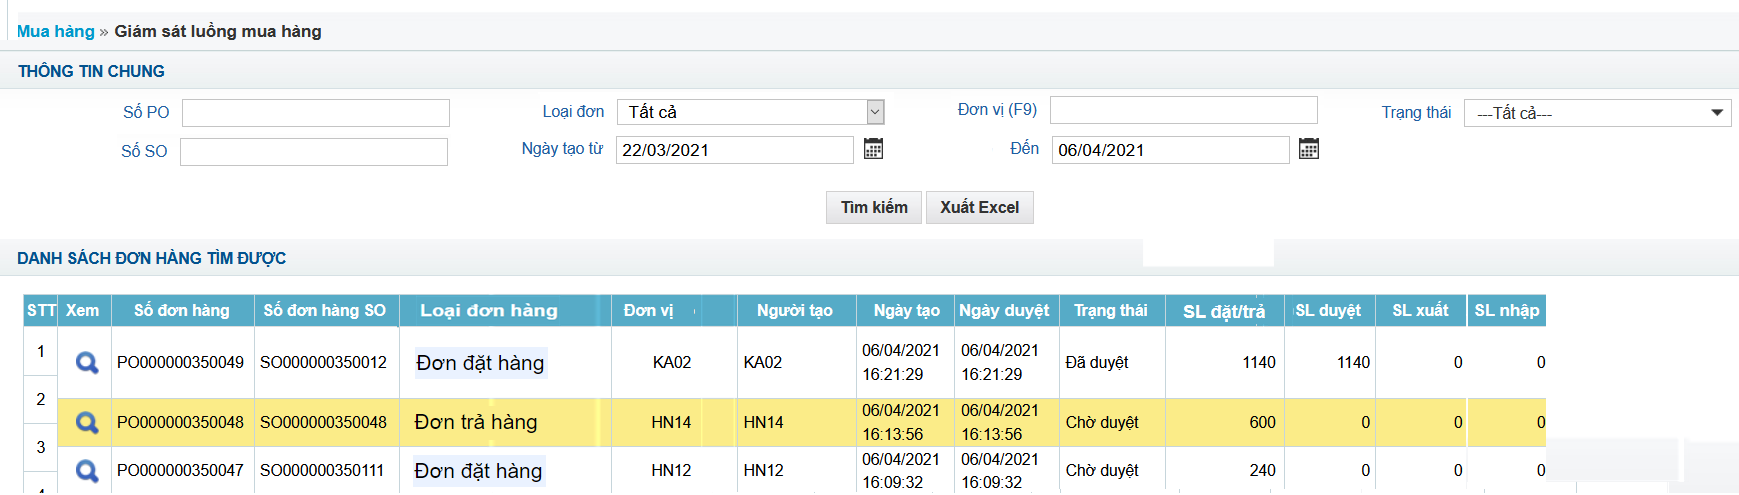 Mua hàng » Giám sát luồng mua hàng
THÔNG TIN CHUNG
Số PO Loại đơn Tất cả Đơn vị (F9) Trạng thái ---Tất cả---
Số SO Ngày tạo từ 22/03/2021 Đến 06/04/2021
Tìm kiếm Xuất Excel
DANH SÁCH ĐƠN HÀNG TÌM ĐƯỢC
STT Xem Số đơn hàng Số đơn hàng SO Loại đơn hàng Đơn vị Người tạo Ngày tạo Ngày duyệt Trạng thái SL đặt/trả SL duyệt SL xuất SL nhập
1 PO000000350049 SO000000350012 Đơn đặt hàng KA02 KA02 06/04/2021 16:21:29 06/04/2021 16:21:29 Đã duyệt 1140 1140 0 0
2 PO000000350048 SO000000350048 Đơn trả hàng HN14 HN14 06/04/2021 16:13:56 06/04/2021 16:13:56 Chờ duyệt 600 0 0 0
3 PO000000350047 SO000000350111 Đơn đặt hàng HN12 HN12 06/04/2021 16:09:32 06/04/2021 16:09:32 Chờ duyệt 240 0 0 0